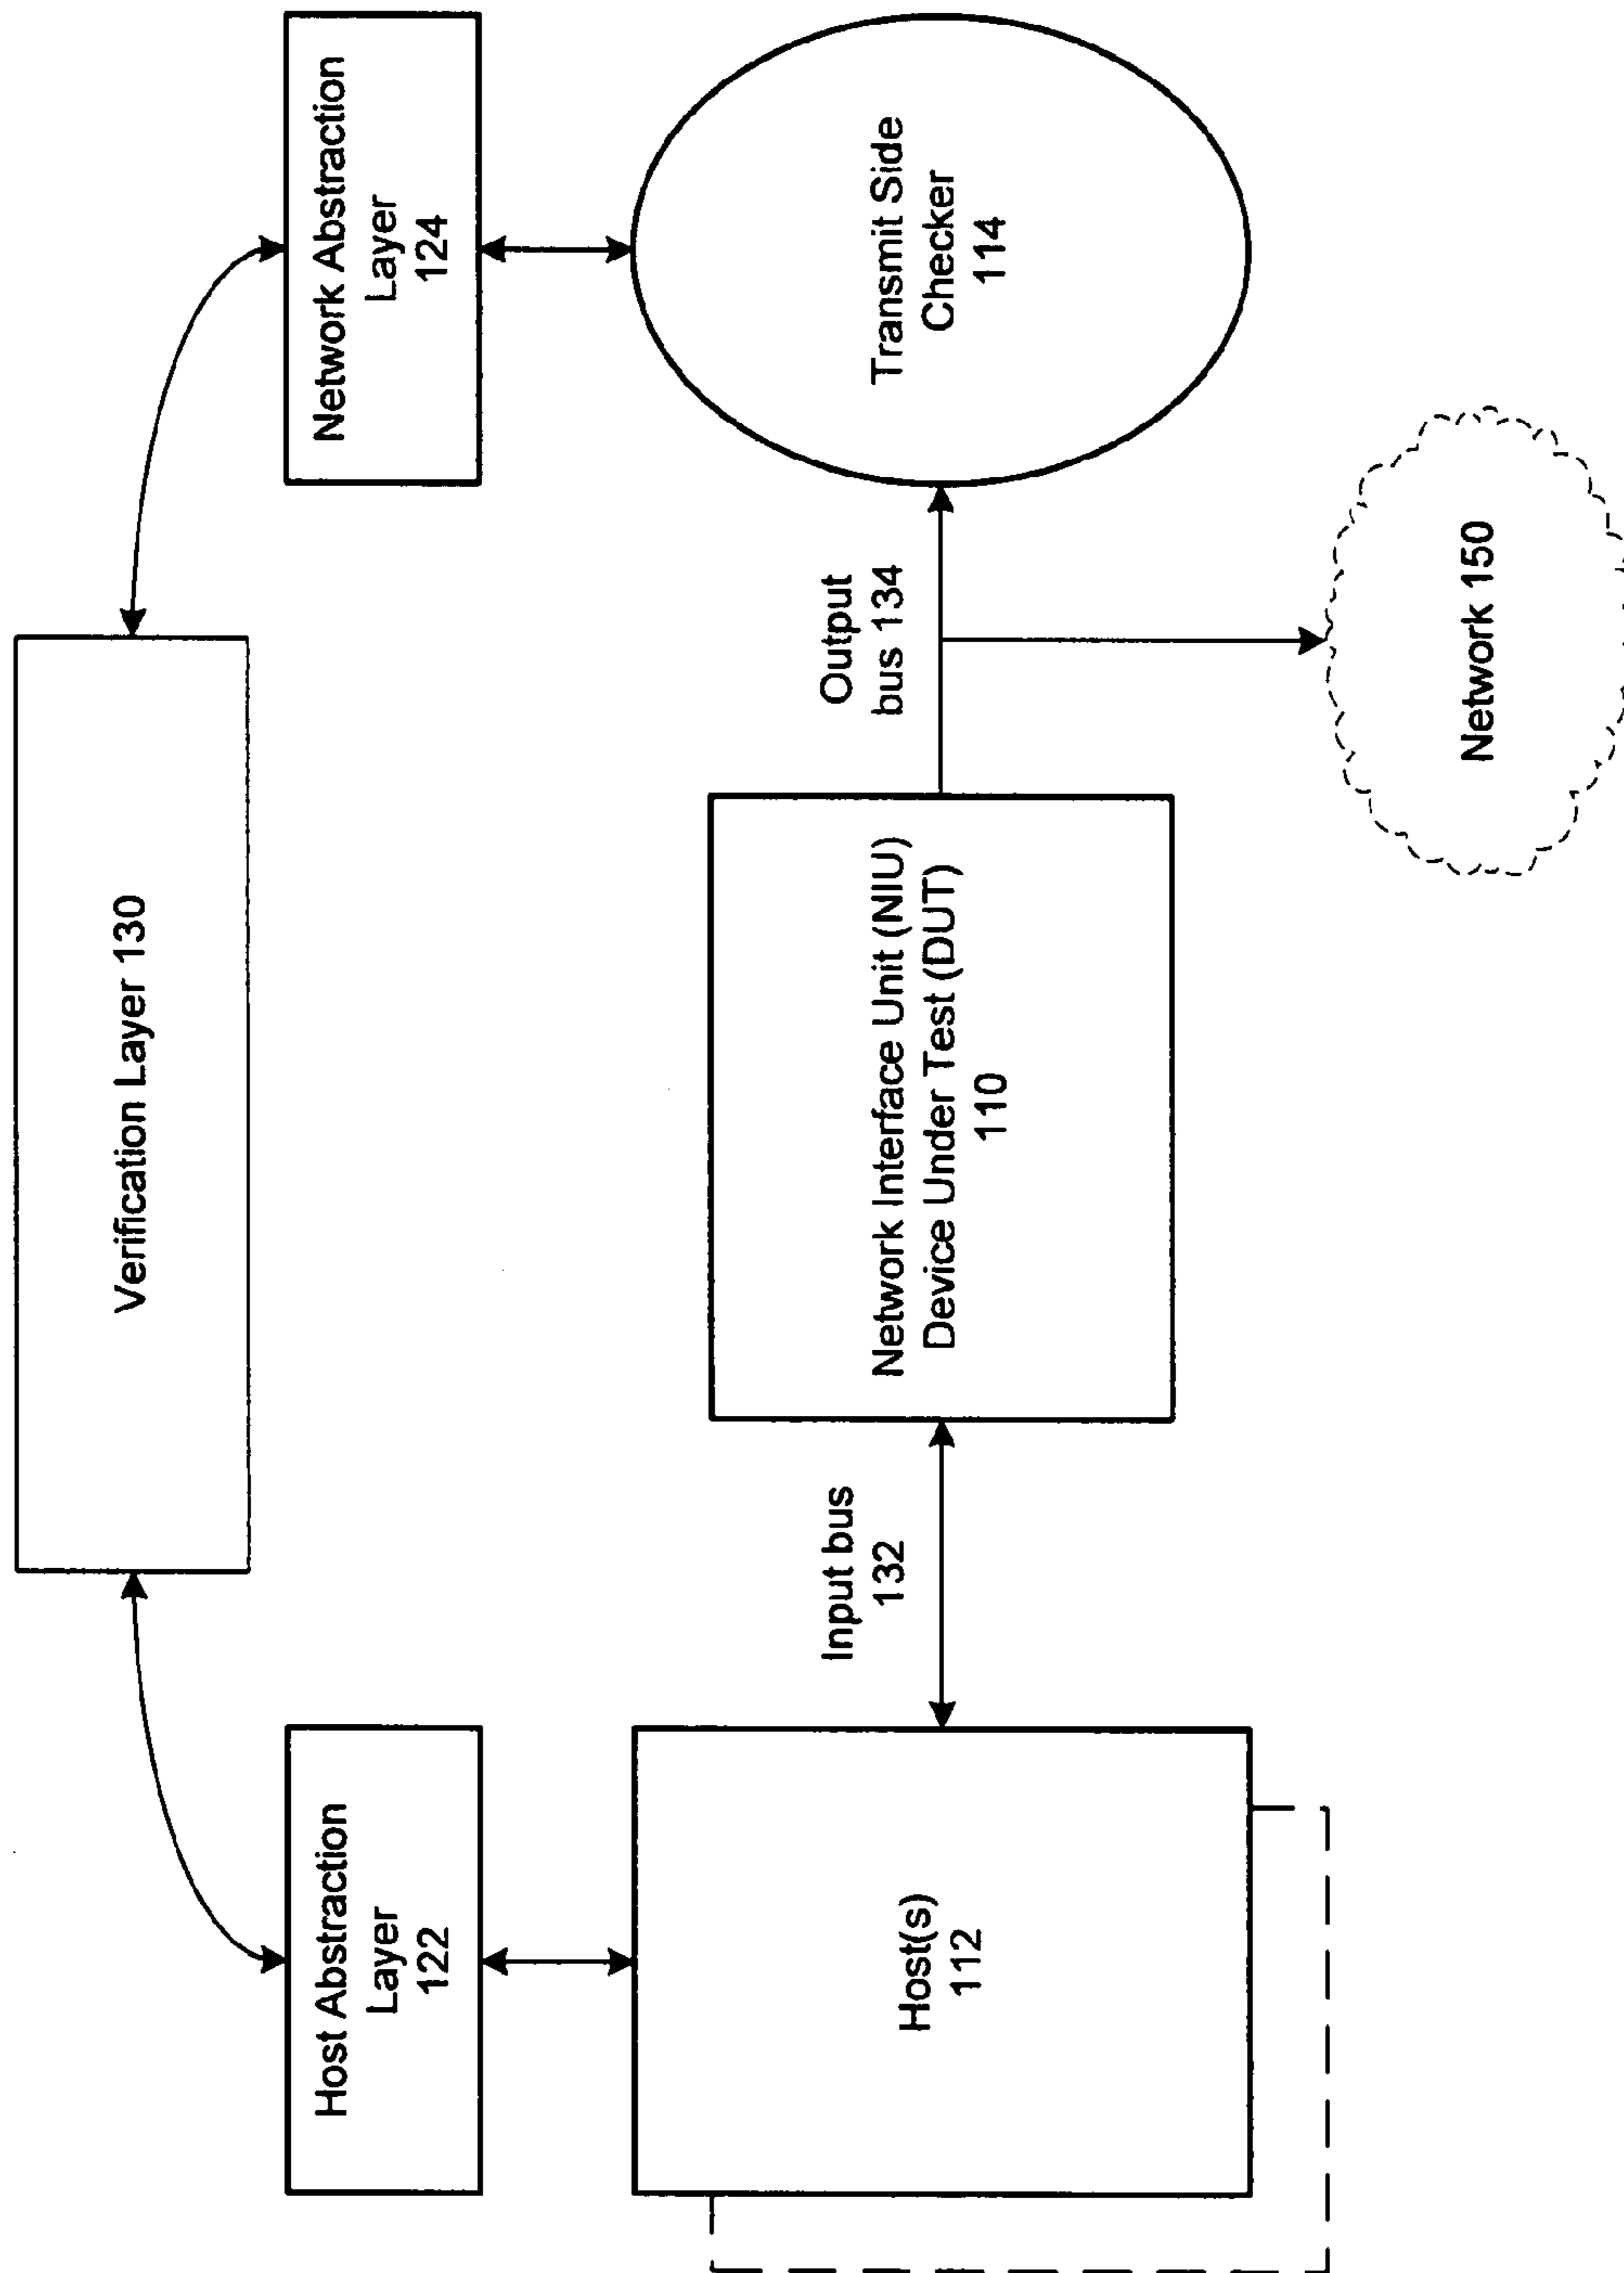 Verification Layer 130
Host Abstraction
Layer
122
Network Abstraction
Layer
124
Host(s)
112
Input bus
132
Network Interface Unit (NIU)
Device Under Test (DUT)
110
Output
bus 134
Transmit Side
Checker
114
Network 150